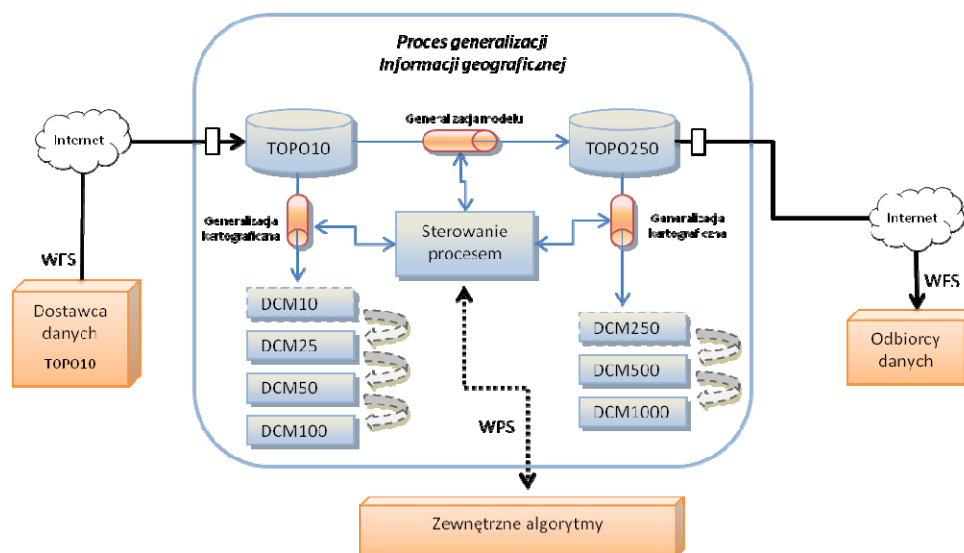 Proces generalizacji
Informacji geograficznej
Internet
TOPO10
Generalizacja modelu
TOPO250
Generalizacja
kartograficzna
Sterowanie
procesem
Generalizacja
kartograficzna
Internet
WFS
WFS
Dostawca
danych
TOPO10
DCM10
DCM25
DCM50
DCM100
DCM250
DCM500
DCM1000
Odbiorcy
danych
WPS
Zewnętrzne algorytmy